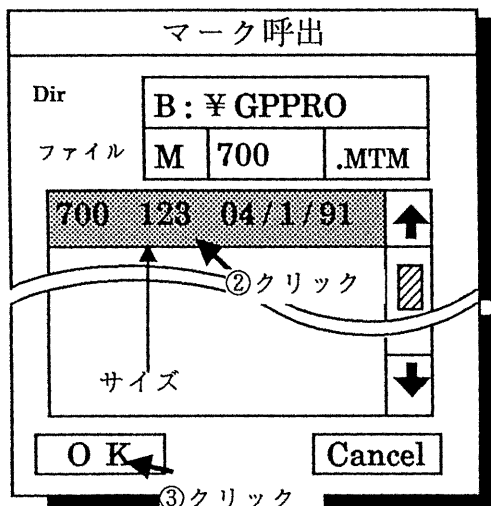 マーク呼出
Dir B:¥GPPRO
ファイル M 700 .MTM
700 123 04/1/91
②クリック
サイズ
OK Cancel
③クリック